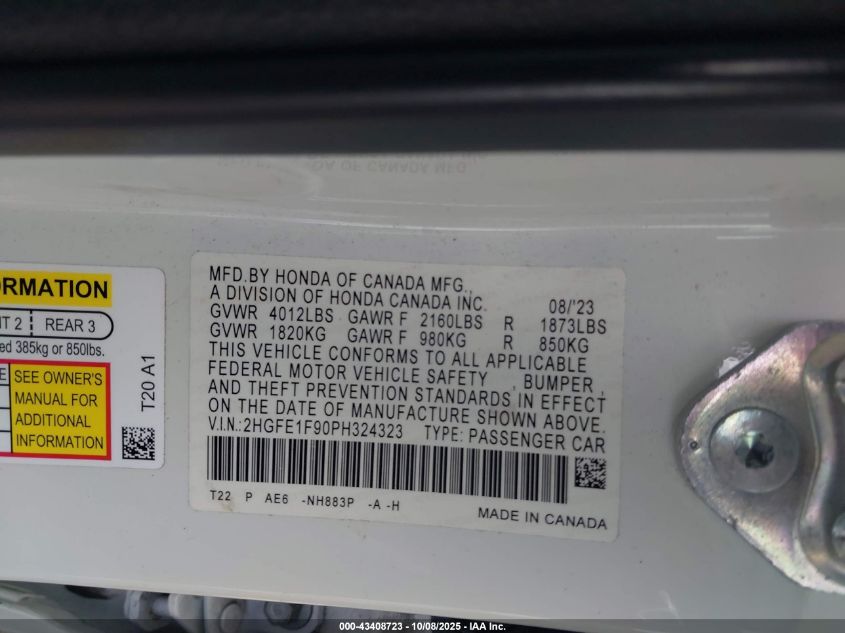 ORMATION
T 2 | REAR 3
ed 385kg or 850lbs.
E
SEE OWNER'S
MANUAL FOR
ADDITIONAL
INFORMATION
T20 A1
MFD.BY HONDA OF CANADA MFG.,
A DIVISION OF HONDA CANADA INC. 08/'23
GVWR 4012LBS GAWR F 2160LBS R 1873LBS
GVWR 1820KG GAWR F 980KG R 850KG
THIS VEHICLE CONFORMS TO ALL APPLICABLE
FEDERAL MOTOR VEHICLE SAFETY , BUMPER ,
AND THEFT PREVENTION STANDARDS IN EFFECT
ON THE DATE OF MANUFACTURE SHOWN ABOVE.
V.I.N.:2HGFE1F90PH324323 TYPE: PASSENGER CAR
T22 P AE6 -NH883P -A -H
MADE IN CANADA
000-43408723 - 10/08/2025 - IAA Inc.